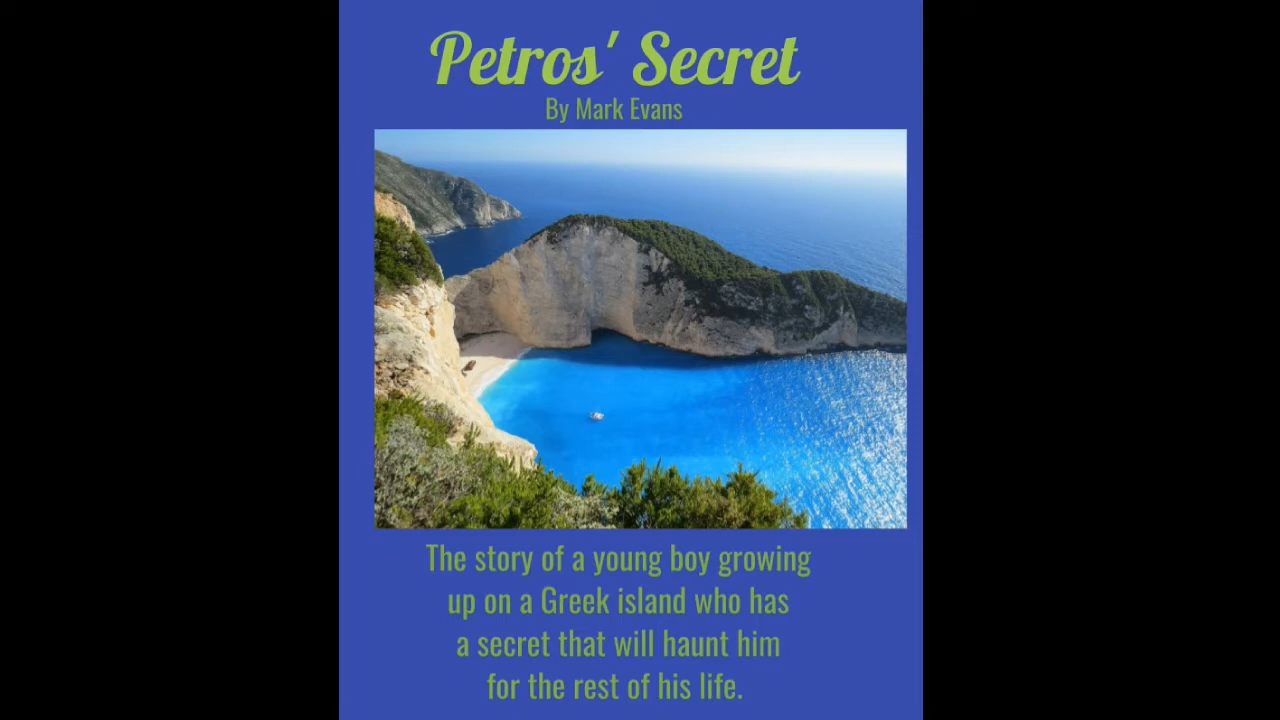 Petros' Secret
By Mark Evans
The story of a young boy growing
up on a Greek island who has
a secret that will haunt him
for the rest of his life.